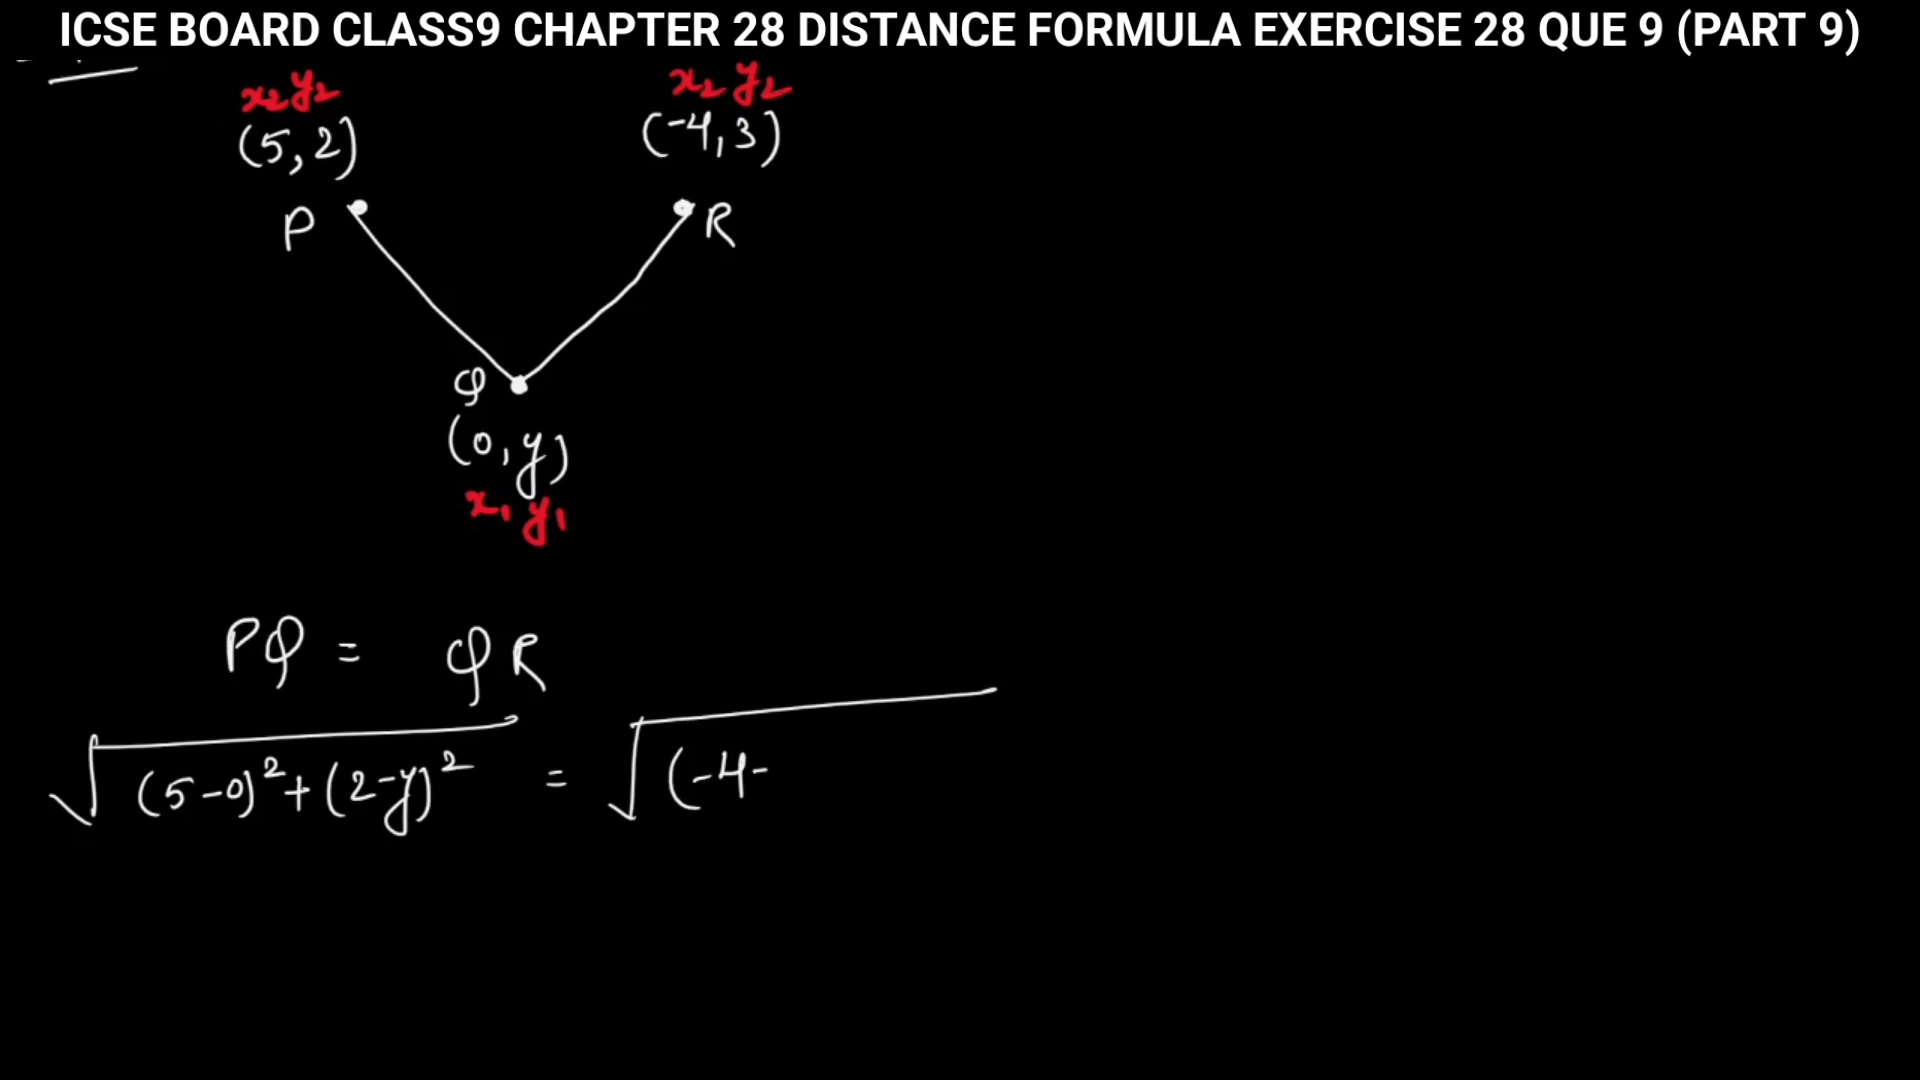 ICSE BOARD CLASS9 CHAPTER 28 DISTANCE FORMULA EXERCISE 28 QUE 9 (PART 9)
x₂ y₂ x₂ y₂
(5,2) (-4,3)
P R
Q
(0,y)
x₁ y₁
PQ = QR
√(5-0)²+(2-y)² = √(-4-